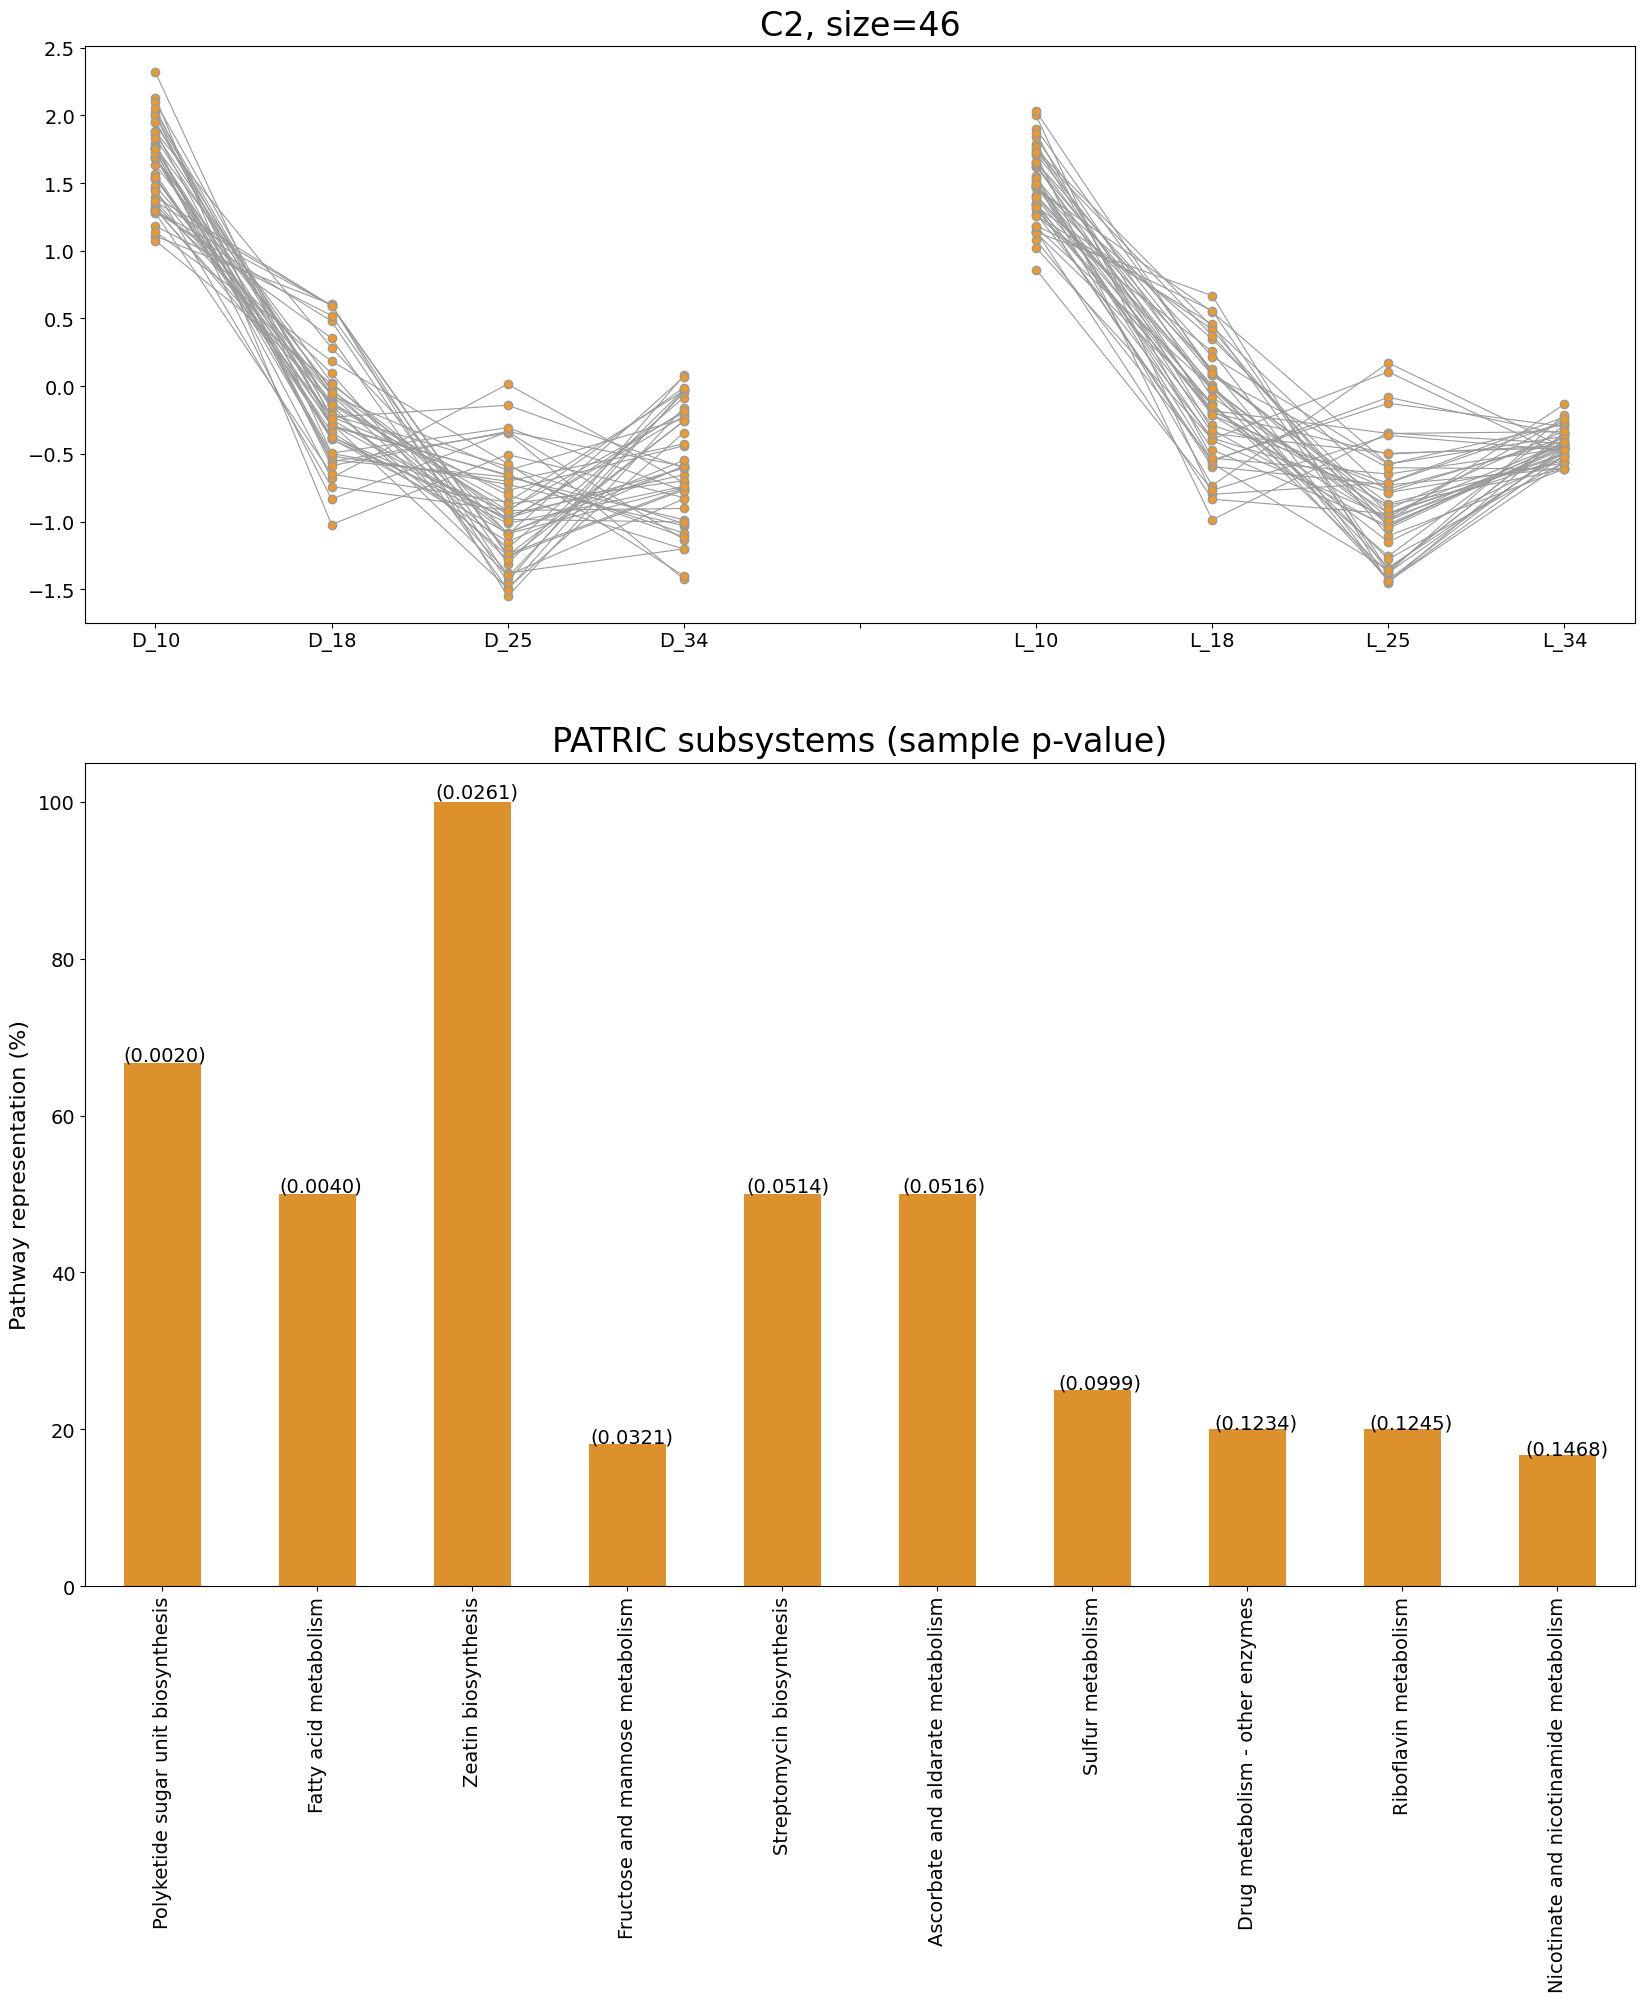 C2, size=46
2.5
2.0
1.5
1.0
0.5
0.0
−0.5
−1.0
−1.5
D_10 D_18 D_25 D_34 L_10 L_18 L_25 L_34
PATRIC subsystems (sample p-value)
Pathway representation (%)
100
80
60
40
20
0
(0.0020)
(0.0040)
(0.0261)
(0.0321)
(0.0514)
(0.0516)
(0.0999)
(0.1234)
(0.1245)
(0.1468)
Polyketide sugar unit biosynthesis
Fatty acid metabolism
Zeatin biosynthesis
Fructose and mannose metabolism
Streptomycin biosynthesis
Ascorbate and aldarate metabolism
Sulfur metabolism
Drug metabolism - other enzymes
Riboflavin metabolism
Nicotinate and nicotinamide metabolism